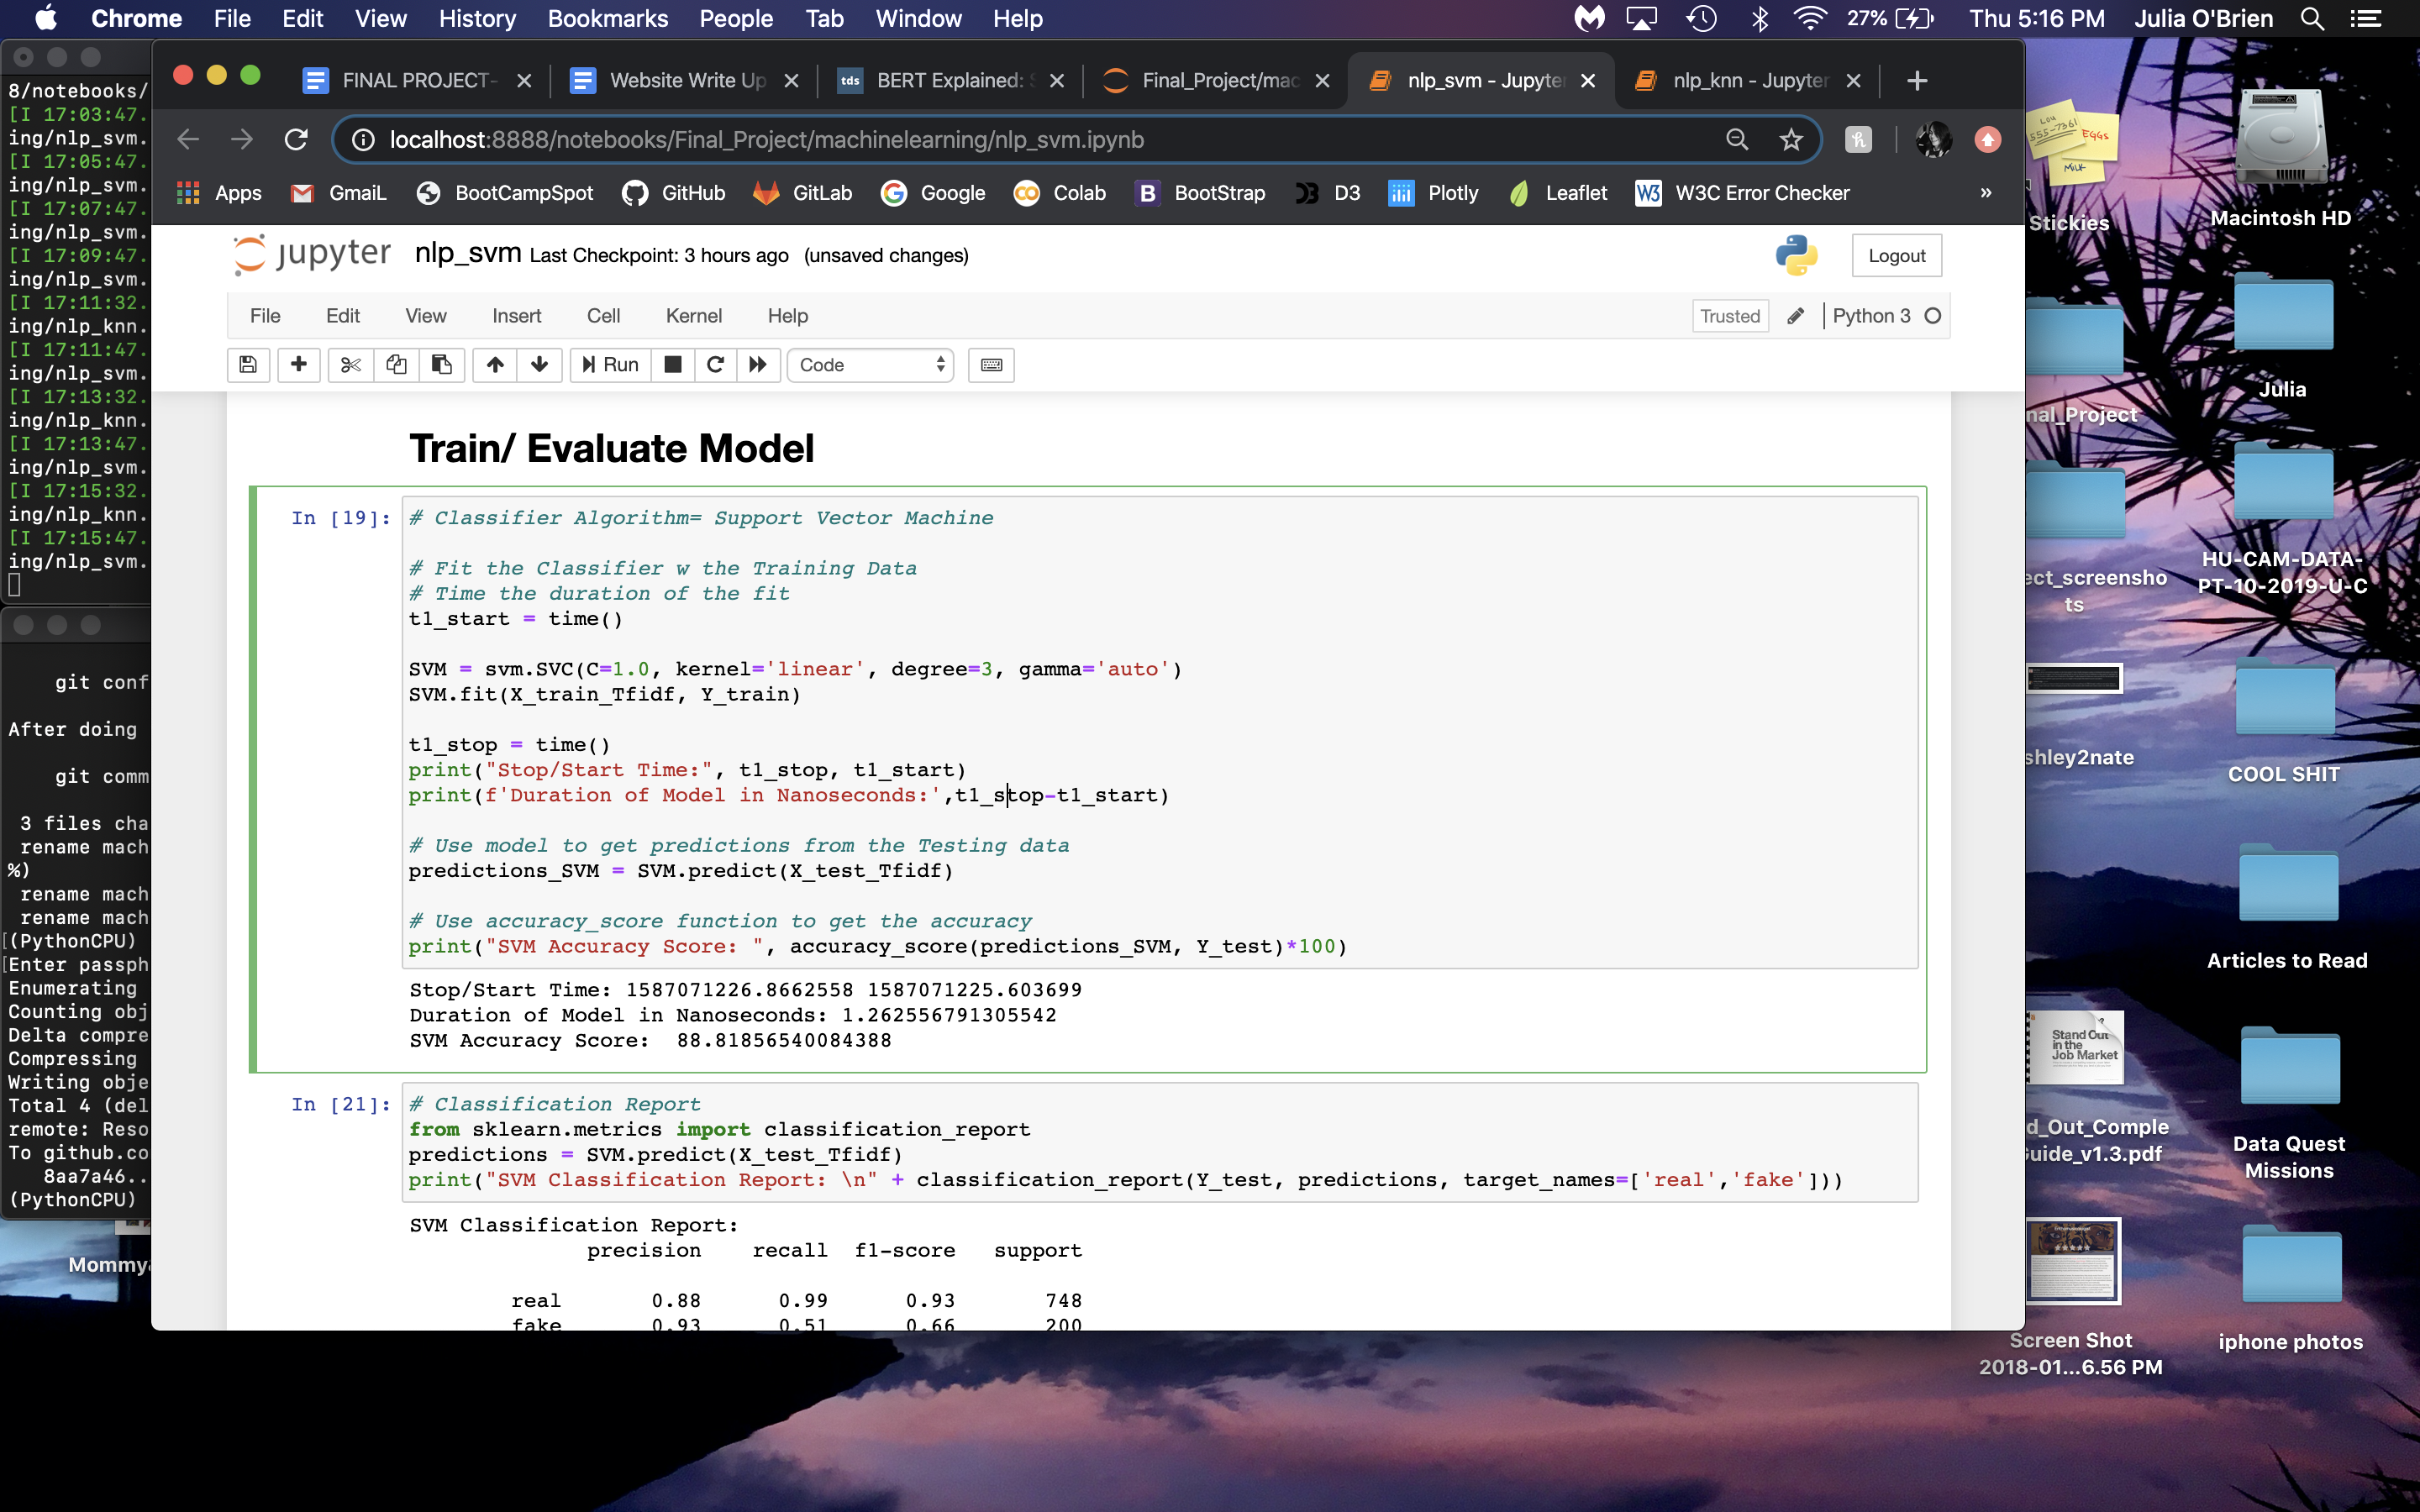 Chrome File Edit View History Bookmarks People Tab Window Help 27% Thu 5:16 PM Julia O'Brien
8/notebooks/
[I 17:03:47.
ing/nlp_svm.
[I 17:05:47.
ing/nlp_svm.
[I 17:07:47.
ing/nlp_svm.
[I 17:09:47.
ing/nlp_svm.
[I 17:11:32.
ing/nlp_knn.
[I 17:11:47.
ing/nlp_svm.
[I 17:13:32.
ing/nlp_knn.
[I 17:13:47.
ing/nlp_svm.
[I 17:15:32.
ing/nlp_knn.
[I 17:15:47.
ing/nlp_svm.
git conf
After doing
git comm
3 files cha
rename mach
%)
rename mach
rename mach
(PythonCPU)
Enter passph
Enumerating
Counting obj
Delta compre
Compressing
Writing obje
Total 4 (del
remote: Reso
To github.co
8aa7a46..
(PythonCPU)
Mommy
FINAL PROJECT- Website Write Up tds BERT Explained: Final_Project/mac nlp_svm - Jupyte nlp_knn - Jupyter
localhost:8888/notebooks/Final_Project/machinelearning/nlp_svm.ipynb
Apps GmaiL BootCampSpot GitHub GitLab Google Colab B BootStrap D3 Plotly Leaflet W3 W3C Error Checker »
jupyter nlp_svm Last Checkpoint: 3 hours ago (unsaved changes) Logout
File Edit View Insert Cell Kernel Help Trusted Python 3
Run Code
Train/ Evaluate Model
In [19]: # Classifier Algorithm= Support Vector Machine
# Fit the Classifier w the Training Data
# Time the duration of the fit
t1_start = time()
SVM = svm.SVC(C=1.0, kernel='linear', degree=3, gamma='auto')
SVM.fit(X_train_Tfidf, Y_train)
t1_stop = time()
print("Stop/Start Time:", t1_stop, t1_start)
print(f'Duration of Model in Nanoseconds:',t1_stop-t1_start)
# Use model to get predictions from the Testing data
predictions_SVM = SVM.predict(X_test_Tfidf)
# Use accuracy_score function to get the accuracy
print("SVM Accuracy Score: ", accuracy_score(predictions_SVM, Y_test)*100)
Stop/Start Time: 1587071226.8662558 1587071225.603699
Duration of Model in Nanoseconds: 1.262556791305542
SVM Accuracy Score:  88.81856540084388
In [21]: # Classification Report
from sklearn.metrics import classification_report
predictions = SVM.predict(X_test_Tfidf)
print("SVM Classification Report: \n" + classification_report(Y_test, predictions, target_names=['real','fake']))
SVM Classification Report:
precision recall f1-score support
real 0.88 0.99 0.93 748
fake 0.93 0.51 0.66 200
Lou
555-7361
EGGS
MILK
Stickies
Macintosh HD
nal_Project
Julia
ect_screensho
ts
HU-CAM-DATA-
PT-10-2019-U-C
shley2nate
COOL SHIT
Articles to Read
Stand Out
in the
Job Market
d_Out_Comple
Guide_v1.3.pdf
Data Quest
Missions
Screen Shot
2018-01...6.56 PM
iphone photos